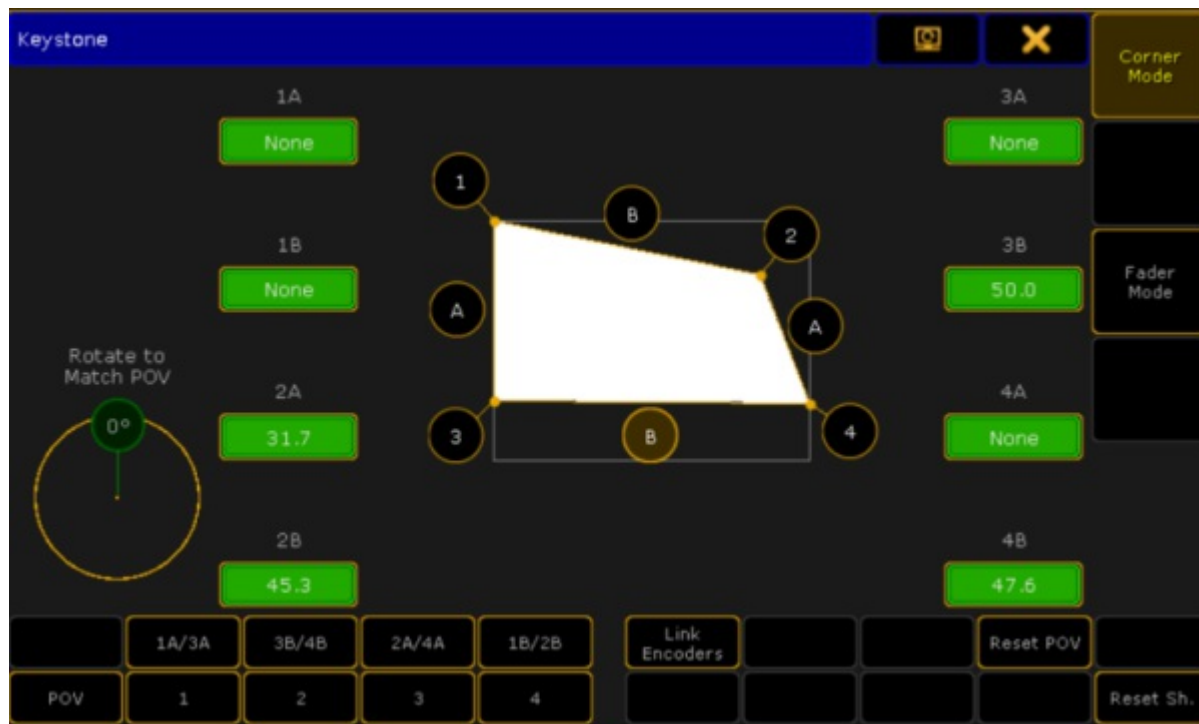 Keystone
Corner
Mode
1A
3A
None
None
1
B
2
1B
3B
Fader
Mode
None
50.0
A
A
Rotate to
Match POV
2A
4A
0°
31.7
3
B
4
None
2B
4B
45.3
47.6
1A/3A
3B/4B
2A/4A
1B/2B
Link
Encoders
Reset POV
POV
1
2
3
4
Reset Sh.